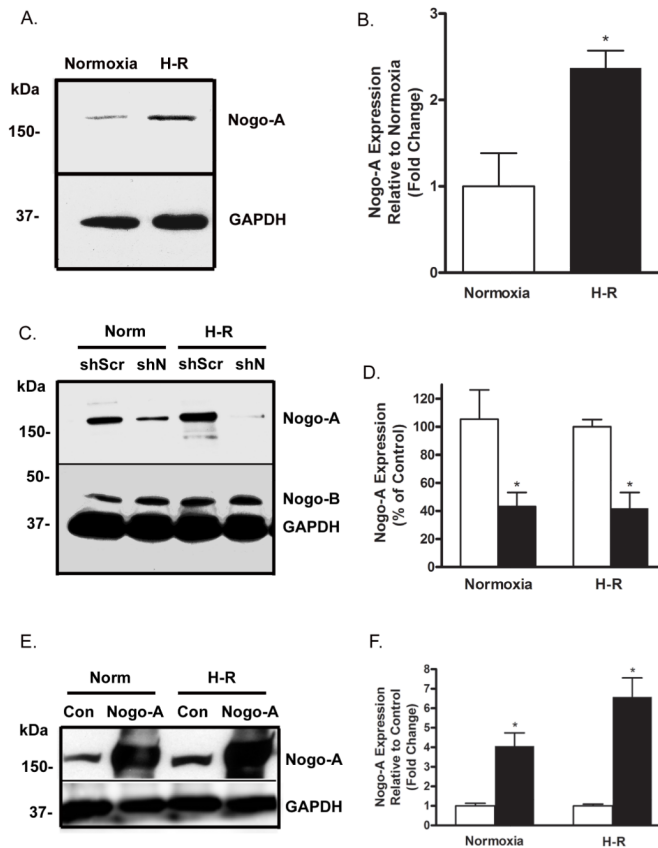 A.
Normoxia H-R
kDa
150-
Nogo-A
37-
GAPDH
B.
Nogo-A Expression
Relative to Normoxia
(Fold Change)
3
2
1
0
*
Normoxia H-R
C.
Norm H-R
shScr shN shScr shN
kDa
150-
Nogo-A
50-
Nogo-B
37-
GAPDH
D.
Nogo-A Expression
(% of Control)
120
100
80
60
40
20
0
* *
Normoxia H-R
E.
Norm H-R
Con Nogo-A Con Nogo-A
kDa
150-
Nogo-A
37-
GAPDH
F.
Nogo-A Expression
Relative to Control
(Fold Change)
8
7
6
5
4
3
2
1
0
* *
Normoxia H-R